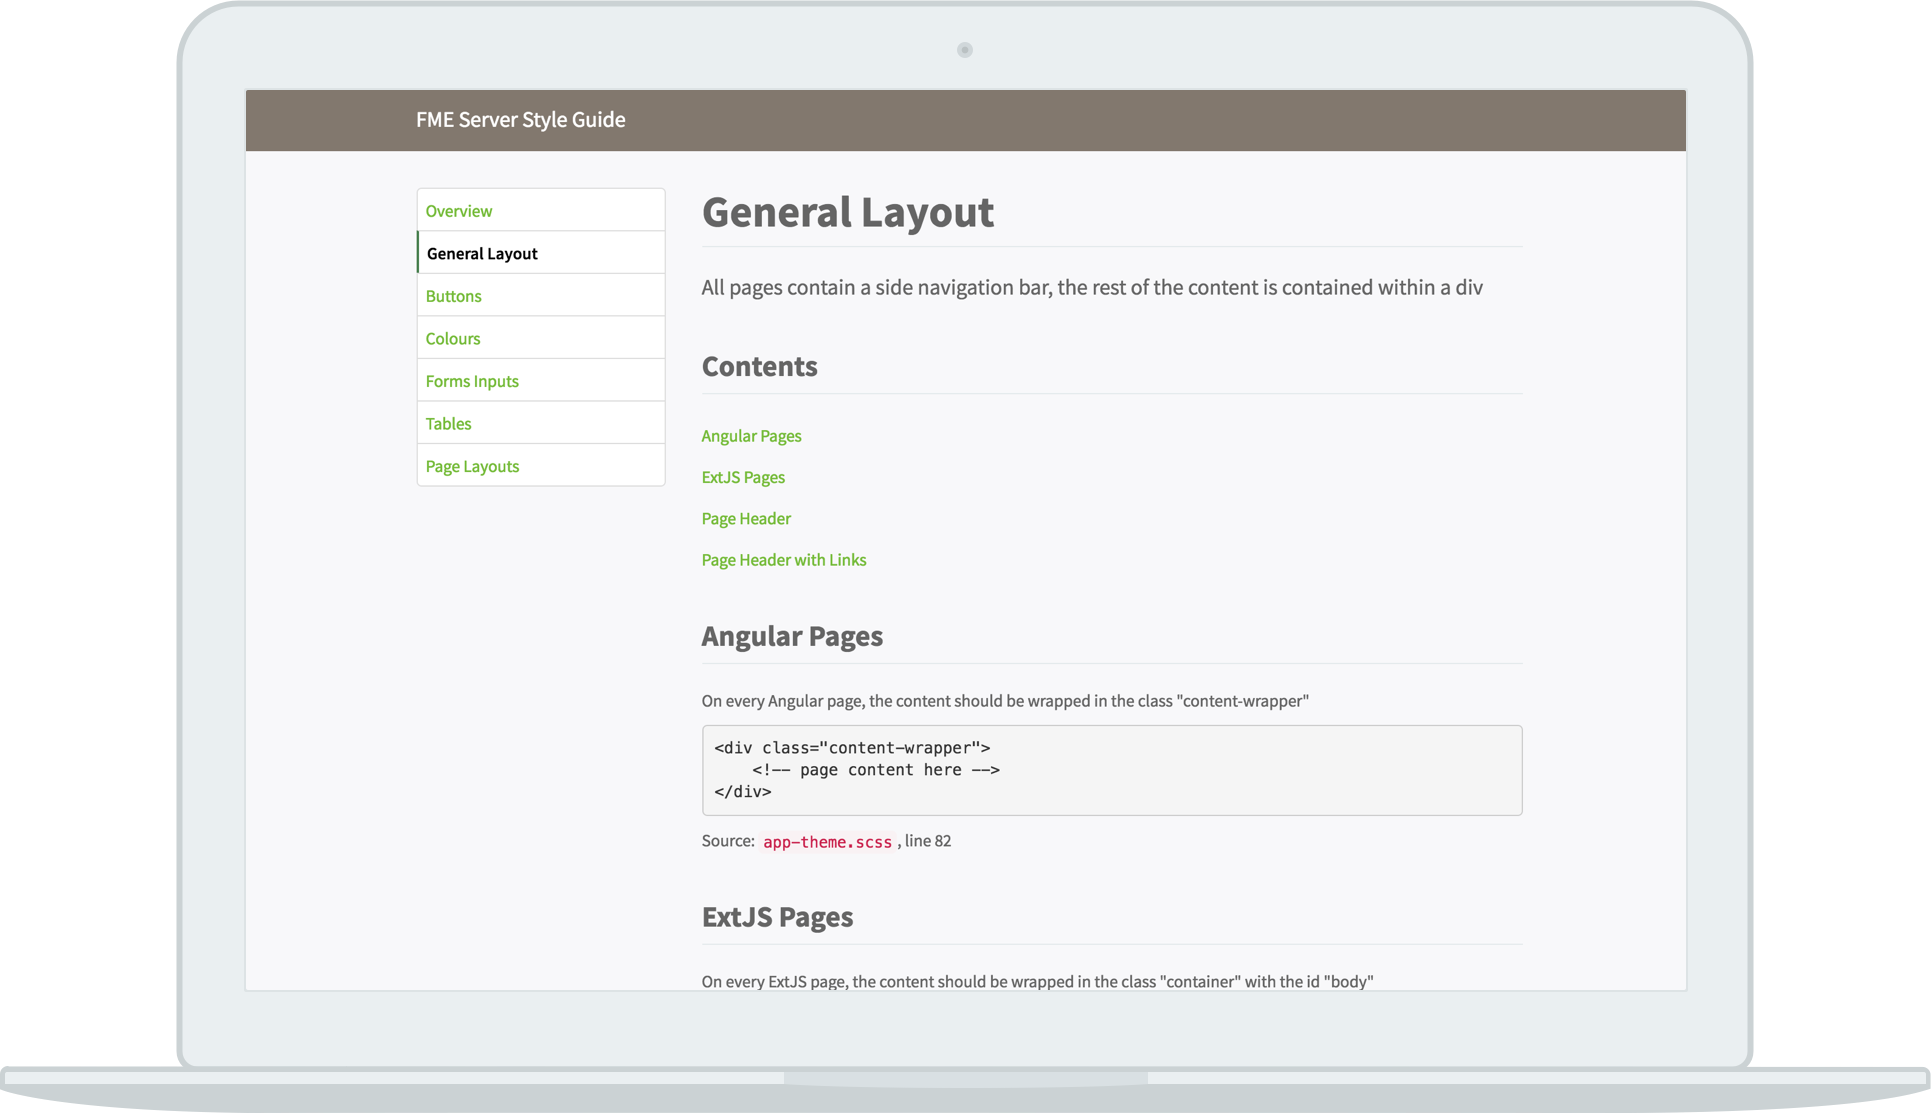 FME Server Style Guide
Overview
General Layout
Buttons
Colours
Forms Inputs
Tables
Page Layouts
General Layout
All pages contain a side navigation bar, the rest of the content is contained within a div
Contents
Angular Pages
ExtJS Pages
Page Header
Page Header with Links
Angular Pages
On every Angular page, the content should be wrapped in the class "content-wrapper"
<div class="content-wrapper">
    <!-- page content here -->
</div>
Source: app-theme.scss , line 82
ExtJS Pages
On every ExtJS page, the content should be wrapped in the class "container" with the id "body"